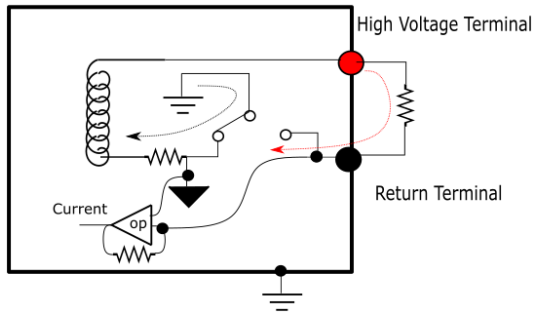 High Voltage Terminal
Return Terminal
Current
op